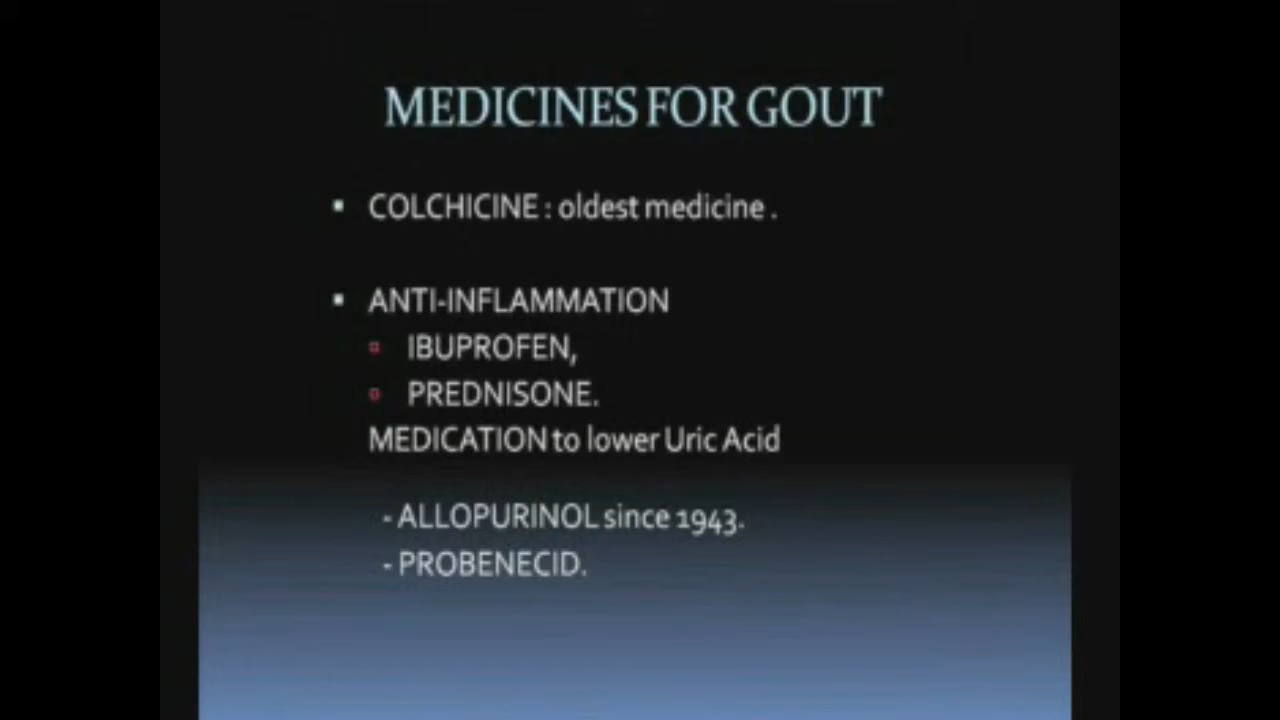 MEDICINES FOR GOUT
COLCHICINE : oldest medicine .
ANTI-INFLAMMATION
IBUPROFEN,
PREDNISONE.
MEDICATION to lower Uric Acid
- ALLOPURINOL since 1943.
- PROBENECID.